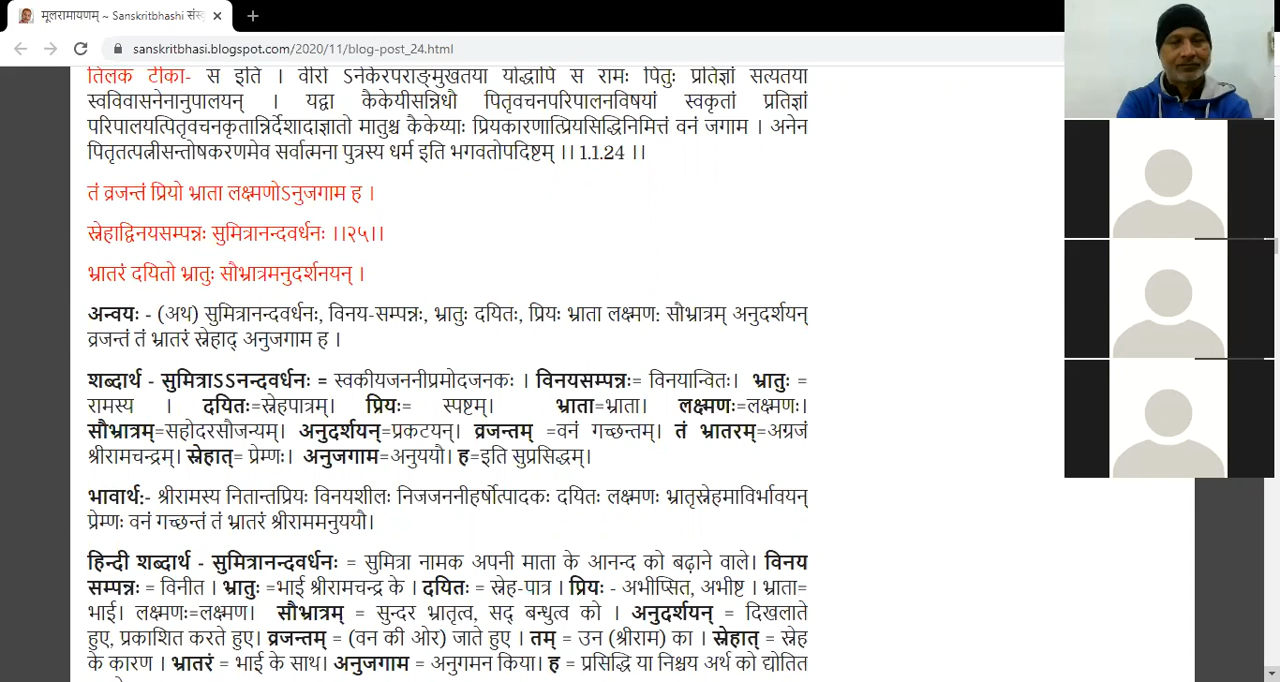 मूलरामायणम् ~ Sanskritbhashi संस्
sanskritbhasi.blogspot.com/2020/11/blog-post_24.html
तिलक टीका- स इति । वीरो ऽनेकैरपराङ्मुखतया योद्धापि स रामः पितुः प्रतिज्ञां सत्यतया
स्वविवासनेनानुपालयन् । यद्वा कैकेयीसन्निधौ पितृवचनपरिपालनविषयां स्वकृतां प्रतिज्ञां
परिपालयत्पितृवचनकृतान्निर्देशादाज्ञातो मातुश्च कैकेय्याः प्रियकारणात्प्रियसिद्धिनिमित्तं वनं जगाम । अनेन
पितृतत्पत्नीसन्तोषकरणमेव सर्वात्मना पुत्रस्य धर्म इति भगवतोपदिष्टम् ।। 1.1.24 ।।
तं व्रजन्तं प्रियो भ्राता लक्ष्मणोऽनुजगाम ह ।
स्नेहाद्विनयसम्पन्नः सुमित्रानन्दवर्धनः ।।२५।।
भ्रातरं दयितो भ्रातुः सौभ्रात्रमनुदर्शनयन् ।
अन्वयः - (अथ) सुमित्रानन्दवर्धनः, विनय-सम्पन्नः, भ्रातुः दयितः, प्रियः भ्राता लक्ष्मण: सौभ्रात्रम् अनुदर्शयन्
व्रजन्तं तं भ्रातरं स्नेहाद् अनुजगाम ह ।
शब्दार्थ - सुमित्राऽऽनन्दवर्धनः = स्वकीयजननीप्रमोदजनकः । विनयसम्पन्नः= विनयान्वितः। भ्रातुः =
रामस्य । दयितः=स्नेहपात्रम्। प्रियः= स्पष्टम्। भ्राता=भ्राता। लक्ष्मणः=लक्ष्मणः।
सौभ्रात्रम्=सहोदरसौजन्यम्। अनुदर्शयन्=प्रकटयन्। व्रजन्तम् =वनं गच्छन्तम्। तं भ्रातरम्=अग्रजं
श्रीरामचन्द्रम्। स्नेहात्= प्रेम्णः। अनुजगाम=अनुययौ। ह=इति सुप्रसिद्धम्।
भावार्थ:- श्रीरामस्य नितान्तप्रियः विनयशीलः निजजननीहर्षोत्पादकः दयितः लक्ष्मणः भ्रातृस्नेहमाविर्भावयन्
प्रेम्णः वनं गच्छन्तं तं भ्रातरं श्रीराममनुययौ।
हिन्दी शब्दार्थ - सुमित्रानन्दवर्धनः = सुमित्रा नामक अपनी माता के आनन्द को बढ़ाने वाले। विनय
सम्पन्नः = विनीत । भ्रातुः =भाई श्रीरामचन्द्र के । दयितः = स्नेह-पात्र । प्रियः - अभीप्सित, अभीष्ट । भ्राता=
भाई। लक्ष्मणः=लक्ष्मण। सौभ्रात्रम् = सुन्दर भ्रातृत्व, सद् बन्धुत्व को । अनुदर्शयन् = दिखलाते
हुए, प्रकाशित करते हुए। व्रजन्तम् = (वन की ओर) जाते हुए । तम् = उन (श्रीराम) का । स्नेहात् = स्नेह
के कारण । भ्रातरं = भाई के साथ। अनुजगाम = अनुगमन किया। ह = प्रसिद्धि या निश्चय अर्थ को द्योतित